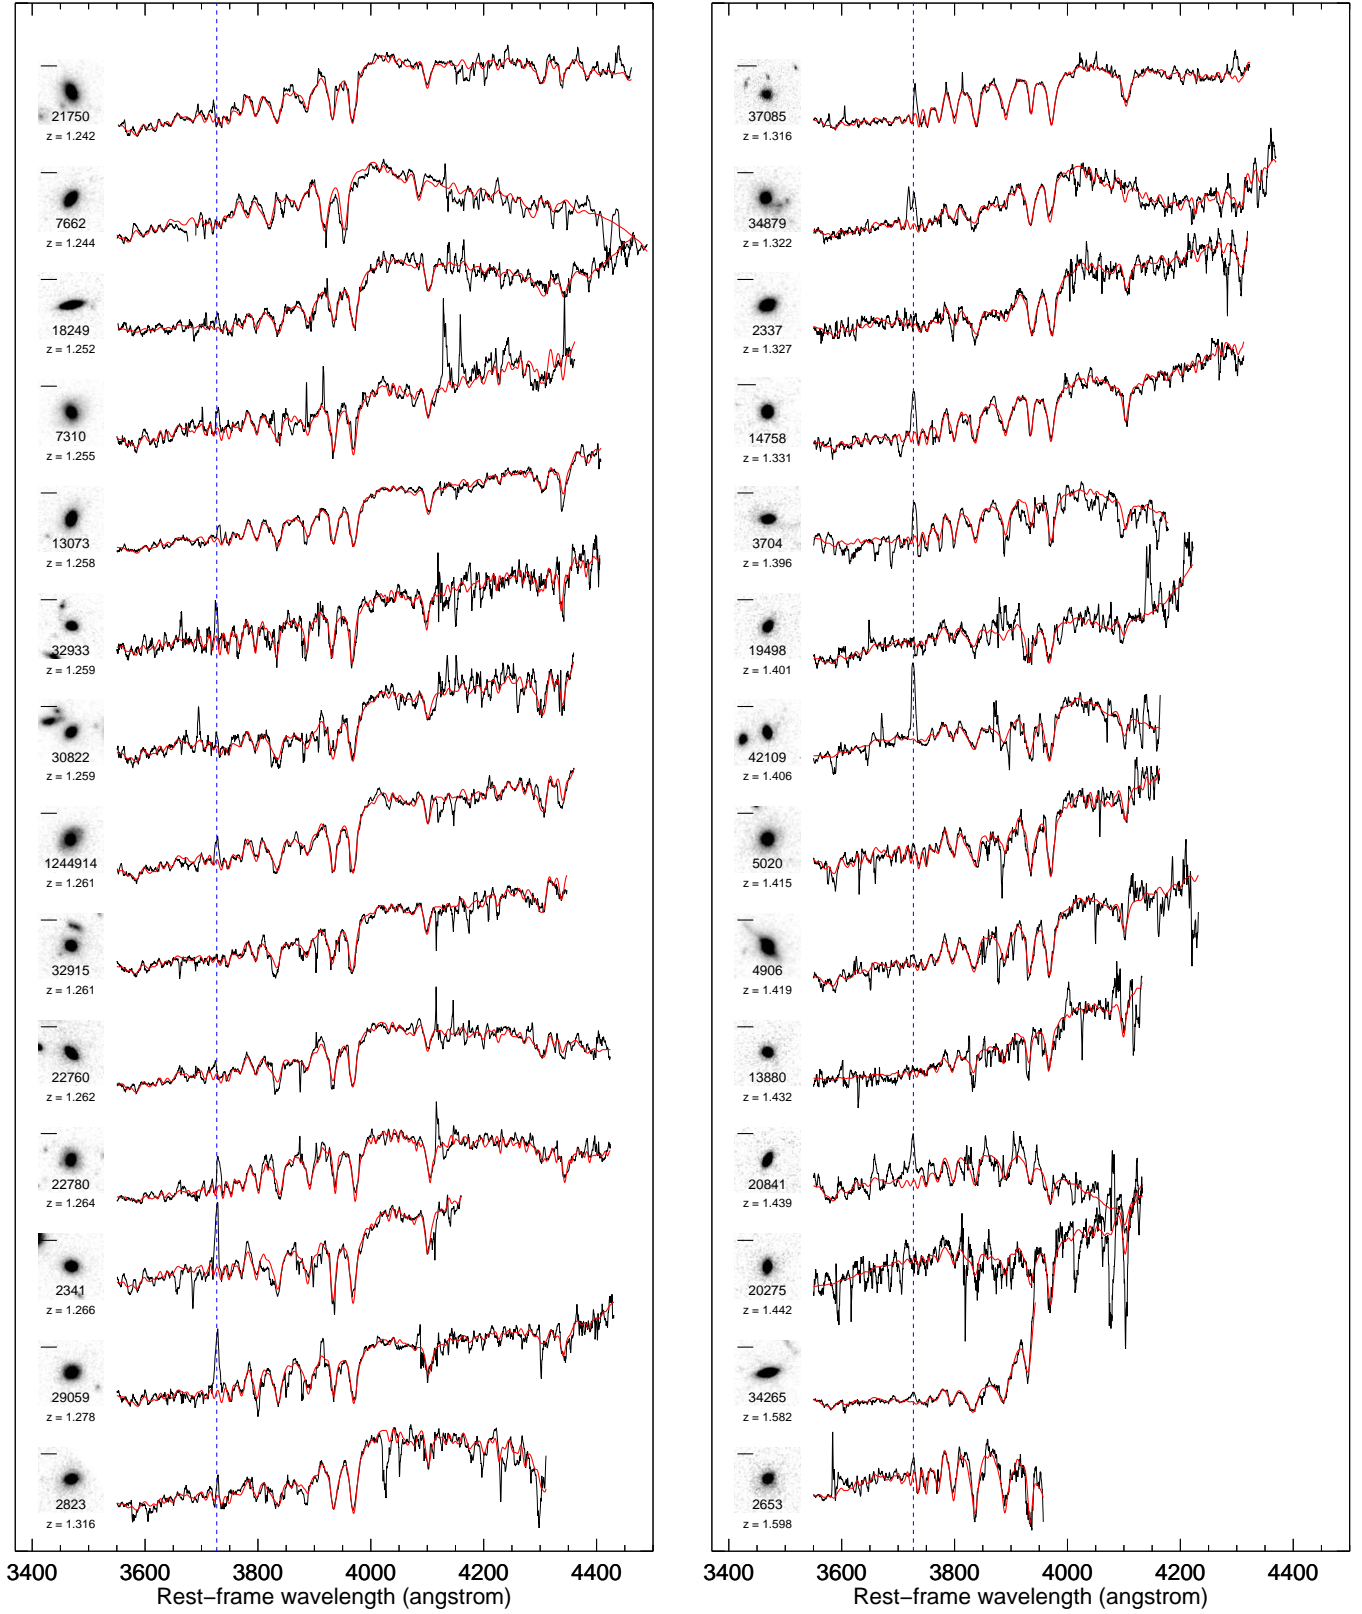 21750
z = 1.242
7662
z = 1.244
18249
z = 1.252
7310
z = 1.255
13073
z = 1.258
32933
z = 1.259
30822
z = 1.259
1244914
z = 1.261
32915
z = 1.261
22760
z = 1.262
22780
z = 1.264
2341
z = 1.266
29059
z = 1.278
2823
z = 1.316
3400 3600 3800 4000 4200 4400
Rest−frame wavelength (angstrom)
37085
z = 1.316
34879
z = 1.322
2337
z = 1.327
14758
z = 1.331
3704
z = 1.396
19498
z = 1.401
42109
z = 1.406
5020
z = 1.415
4906
z = 1.419
13880
z = 1.432
20841
z = 1.439
20275
z = 1.442
34265
z = 1.582
2653
z = 1.598
3400 3600 3800 4000 4200 4400
Rest−frame wavelength (angstrom)